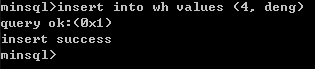 minsql>insert into wh values (4, deng)
query ok:(0x1)
insert success
minsql>